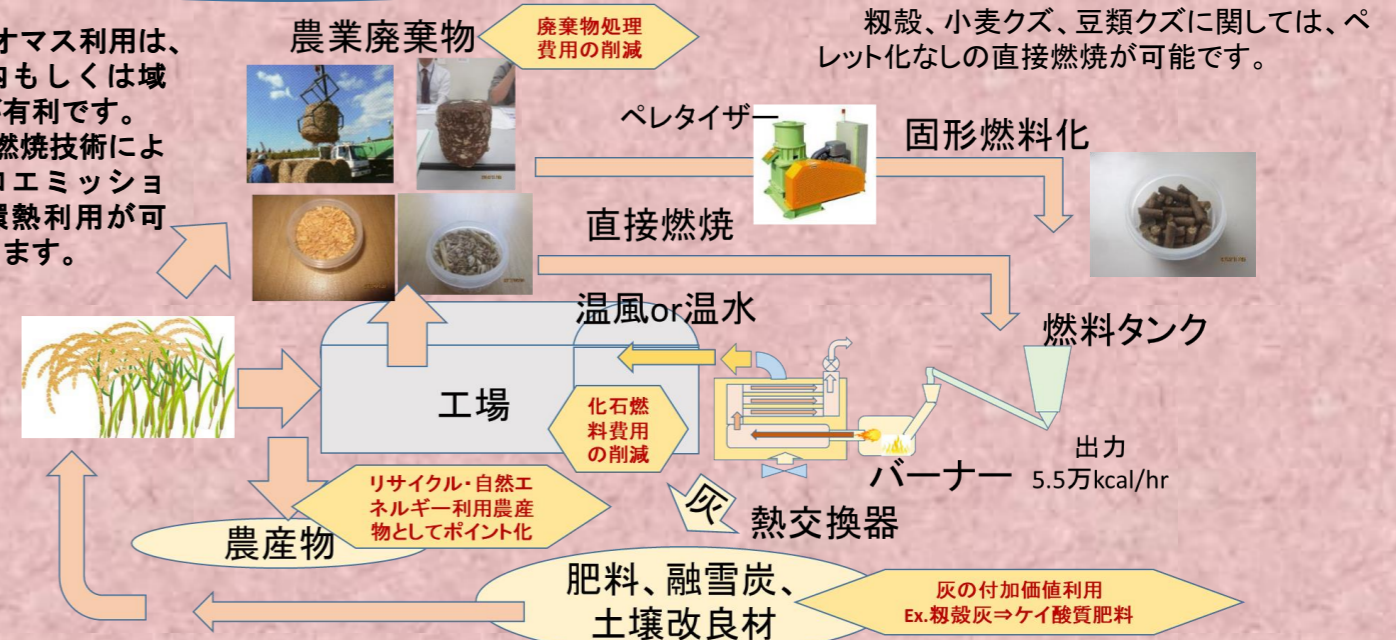 オマス利用は、
内もしくは域
が有利です。
燃焼技術によ
ロエミッショ
環熱利用が可
ます。
農業廃棄物
廃棄物処理
費用の削減
籾殻、小麦クズ、豆類クズに関しては、ペ
レット化なしの直接燃焼が可能です。
ペレタイザー
固形燃料化
直接燃焼
温風or温水
燃料タンク
工場
化石燃
料費用
の削減
バーナー
出力
5.5万kcal/hr
灰
熱交換器
リサイクル・自然エ
ネルギー利用農産
物としてポイント化
農産物
肥料、融雪炭、
土壌改良材
灰の付加価値利用
Ex.籾殻灰⇒ケイ酸質肥料